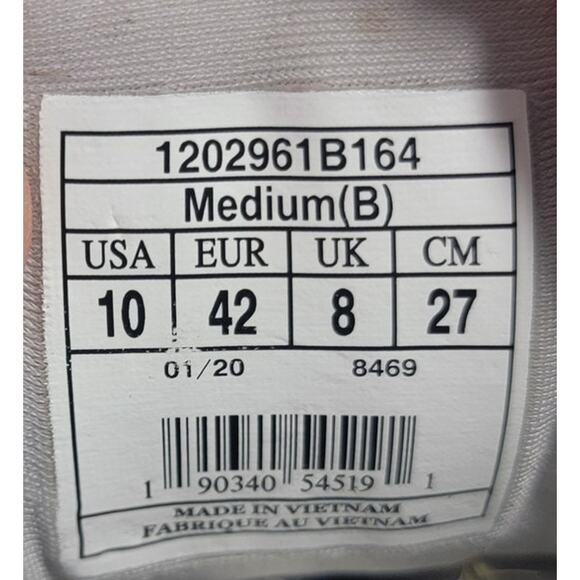 1202961B164
Medium(B)
USA EUR UK CM
10 42 8 27
01/20 8469
1 90340 54519 1
MADE IN VIETNAM
FABRIQUE AU VIETNAM